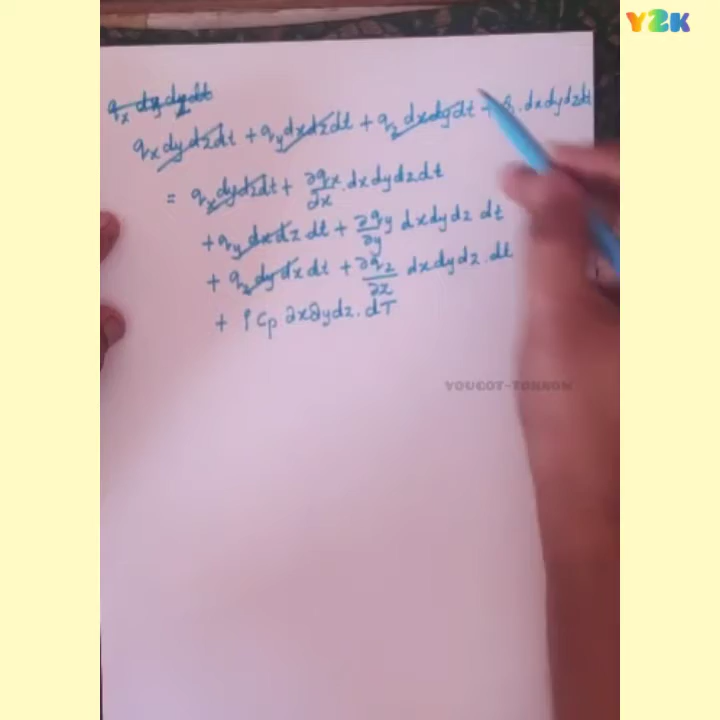 Y2K
qx dy dz dt
qx dy dz dt + qy dx dz dt + qz dx dy dt + . dx dy dz dt
= qx dy dz dt + ∂qx/∂x . dx dy dz dt
+ qy dx dz dt + ∂qy/∂y dx dy dz dt
+ qz dy dx dt + ∂qz/∂z dx dy dz . dt
+ ρ Cp ∂x ∂y dz . dT